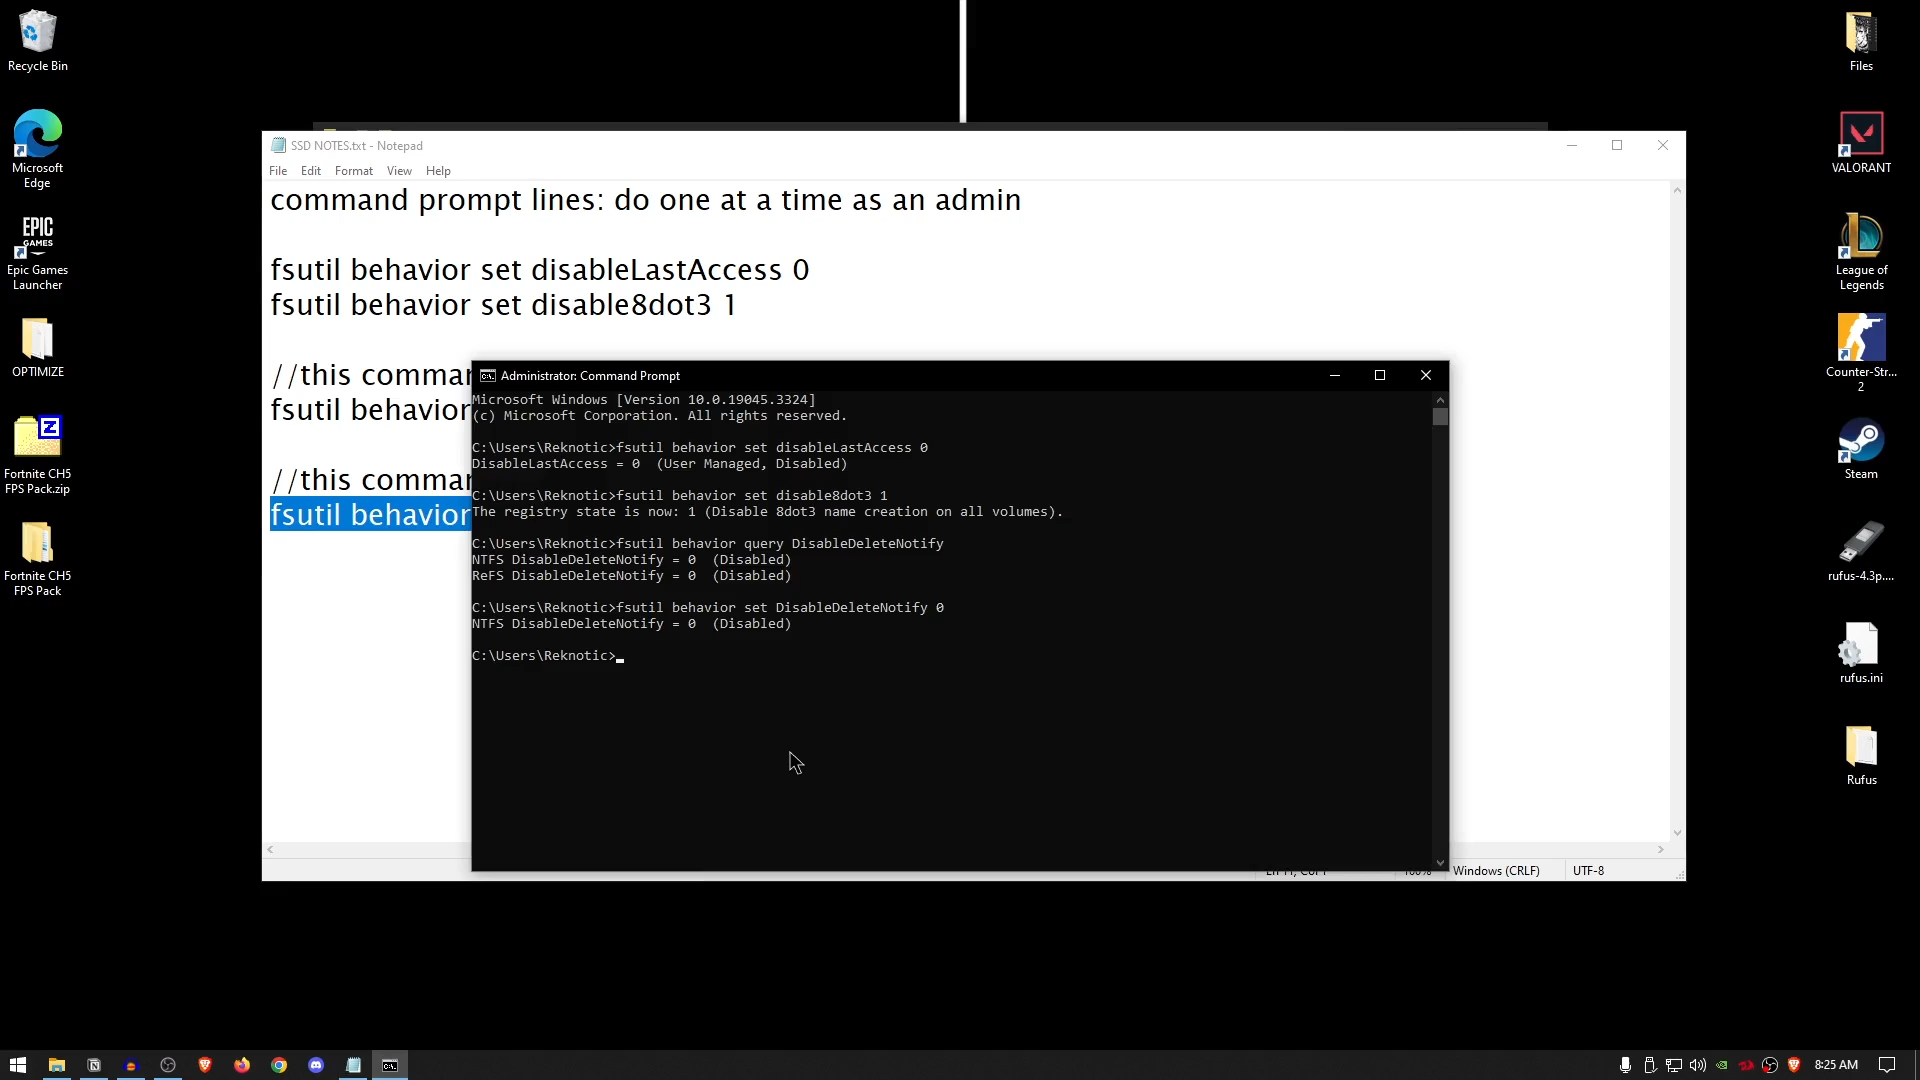 Recycle Bin
Microsoft
Edge
EPIC
GAMES
Epic Games
Launcher
OPTIMIZE
Z
Fortnite CH5
FPS Pack.zip
Fortnite CH5
FPS Pack
SSD NOTES.txt - Notepad
File Edit Format View Help
command prompt lines: do one at a time as an admin
fsutil behavior set disableLastAccess 0
fsutil behavior set disable8dot3 1
//this
fsutil behavior
//this
fsutil behavior
Administrator: Command Prompt
Microsoft Windows [Version 10.0.19045.3324]
(c) Microsoft Corporation. All rights reserved.
C:\Users\Reknotic>fsutil behavior set disableLastAccess 0
DisableLastAccess = 0  (User Managed, Disabled)
C:\Users\Reknotic>fsutil behavior set disable8dot3 1
The registry state is now: 1 (Disable 8dot3 name creation on all volumes).
C:\Users\Reknotic>fsutil behavior query DisableDeleteNotify
NTFS DisableDeleteNotify = 0  (Disabled)
ReFS DisableDeleteNotify = 0  (Disabled)
C:\Users\Reknotic>fsutil behavior set DisableDeleteNotify 0
NTFS DisableDeleteNotify = 0  (Disabled)
C:\Users\Reknotic>
Windows (CRLF) UTF-8
Files
VALORANT
League of
Legends
Counter-Str...
2
Steam
rufus-4.3p....
rufus.ini
Rufus
8:25 AM